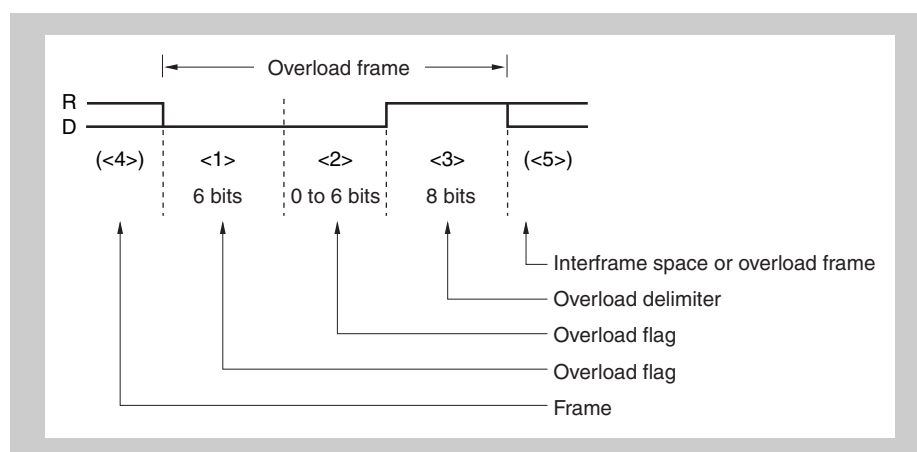 Overload frame
R
D
(<4>) <1> <2> <3> (<5>)
6 bits 0 to 6 bits 8 bits
Interframe space or overload frame
Overload delimiter
Overload flag
Overload flag
Frame